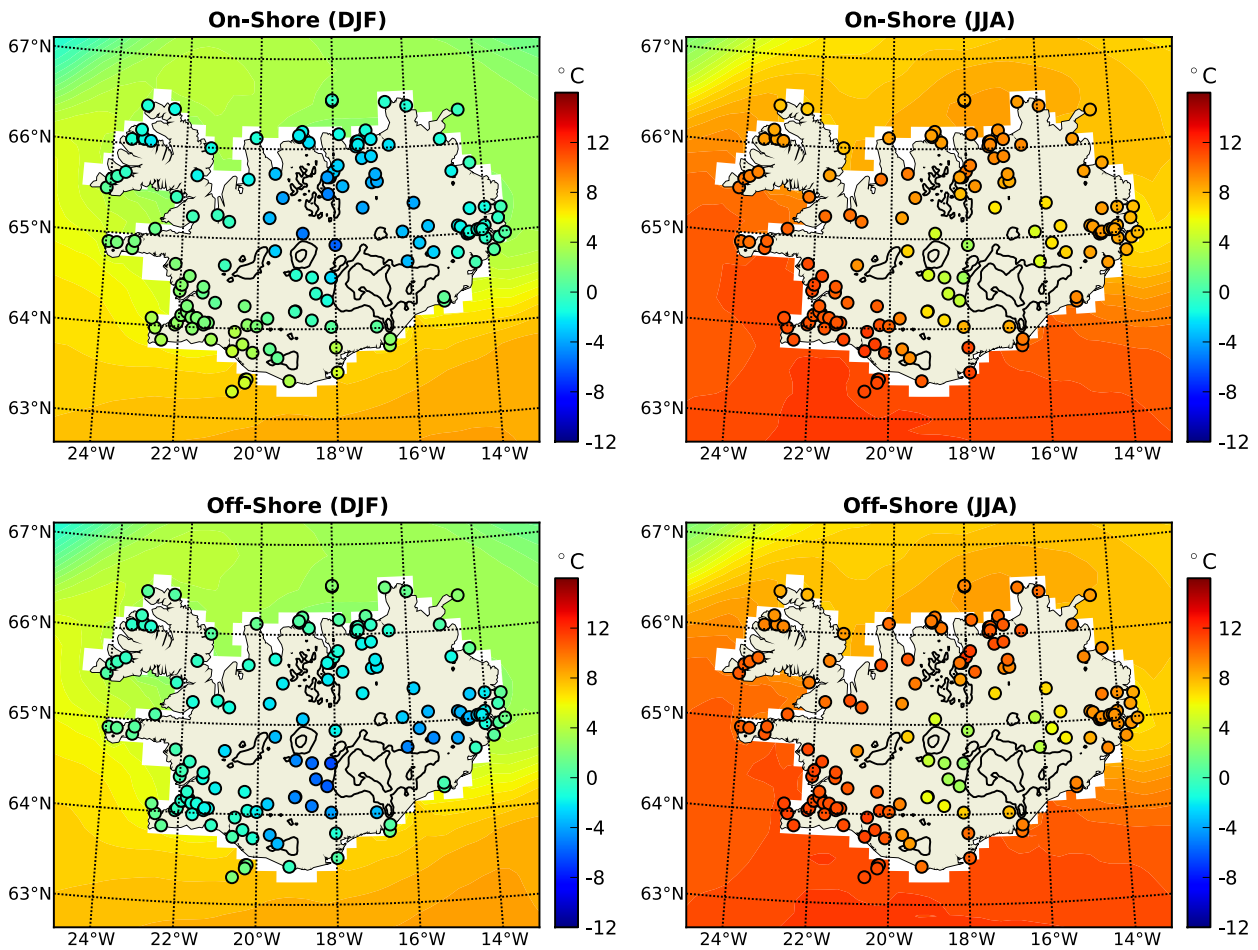 On-Shore (DJF)
67°N
66°N
65°N
64°N
63°N
24°W 22°W 20°W 18°W 16°W 14°W
°C
12
8
4
0
-4
-8
-12
On-Shore (JJA)
67°N
66°N
65°N
64°N
63°N
24°W 22°W 20°W 18°W 16°W 14°W
°C
12
8
4
0
-4
-8
-12
Off-Shore (DJF)
67°N
66°N
65°N
64°N
63°N
24°W 22°W 20°W 18°W 16°W 14°W
°C
12
8
4
0
-4
-8
-12
Off-Shore (JJA)
67°N
66°N
65°N
64°N
63°N
24°W 22°W 20°W 18°W 16°W 14°W
°C
12
8
4
0
-4
-8
-12